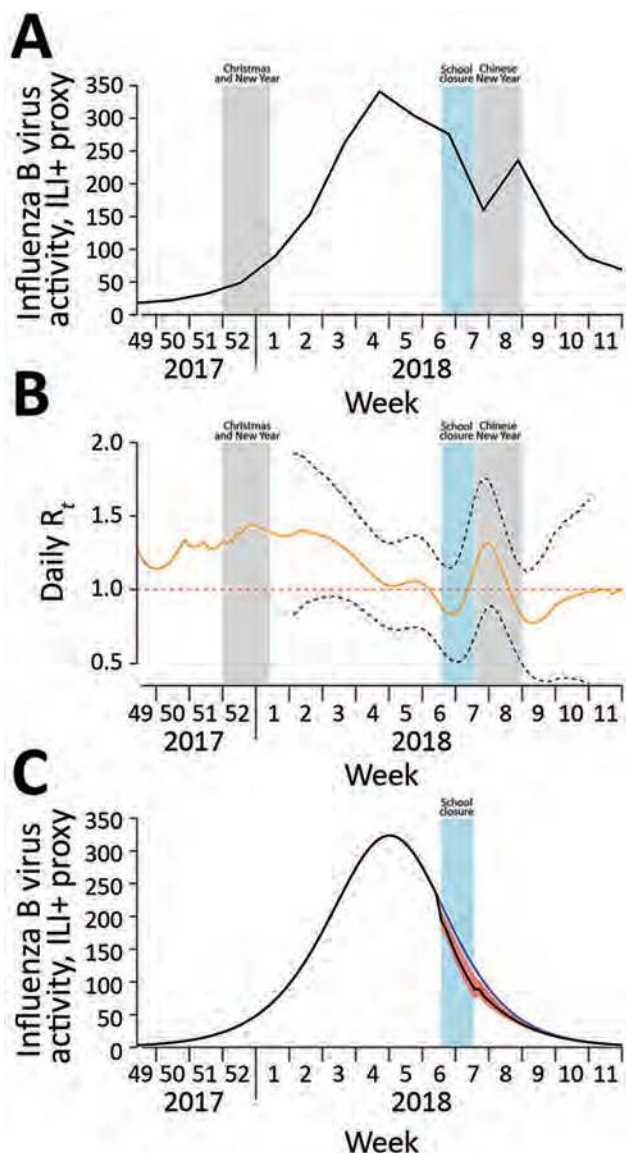 A
Christmas
and New Year
School
closure
Chinese
New Year
Influenza B virus
activity, ILI+ proxy
350
300
250
200
150
100
50
0
49 50 51 52 1 2 3 4 5 6 7 8 9 10 11
2017 2018
Week
B
Christmas
and New Year
School
closure
Chinese
New Year
Daily Rt
2.0
1.5
1.0
0.5
49 50 51 52 1 2 3 4 5 6 7 8 9 10 11
2017 2018
Week
C
School
closure
Influenza B virus
activity, ILI+ proxy
350
300
250
200
150
100
50
0
49 50 51 52 1 2 3 4 5 6 7 8 9 10 11
2017 2018
Week